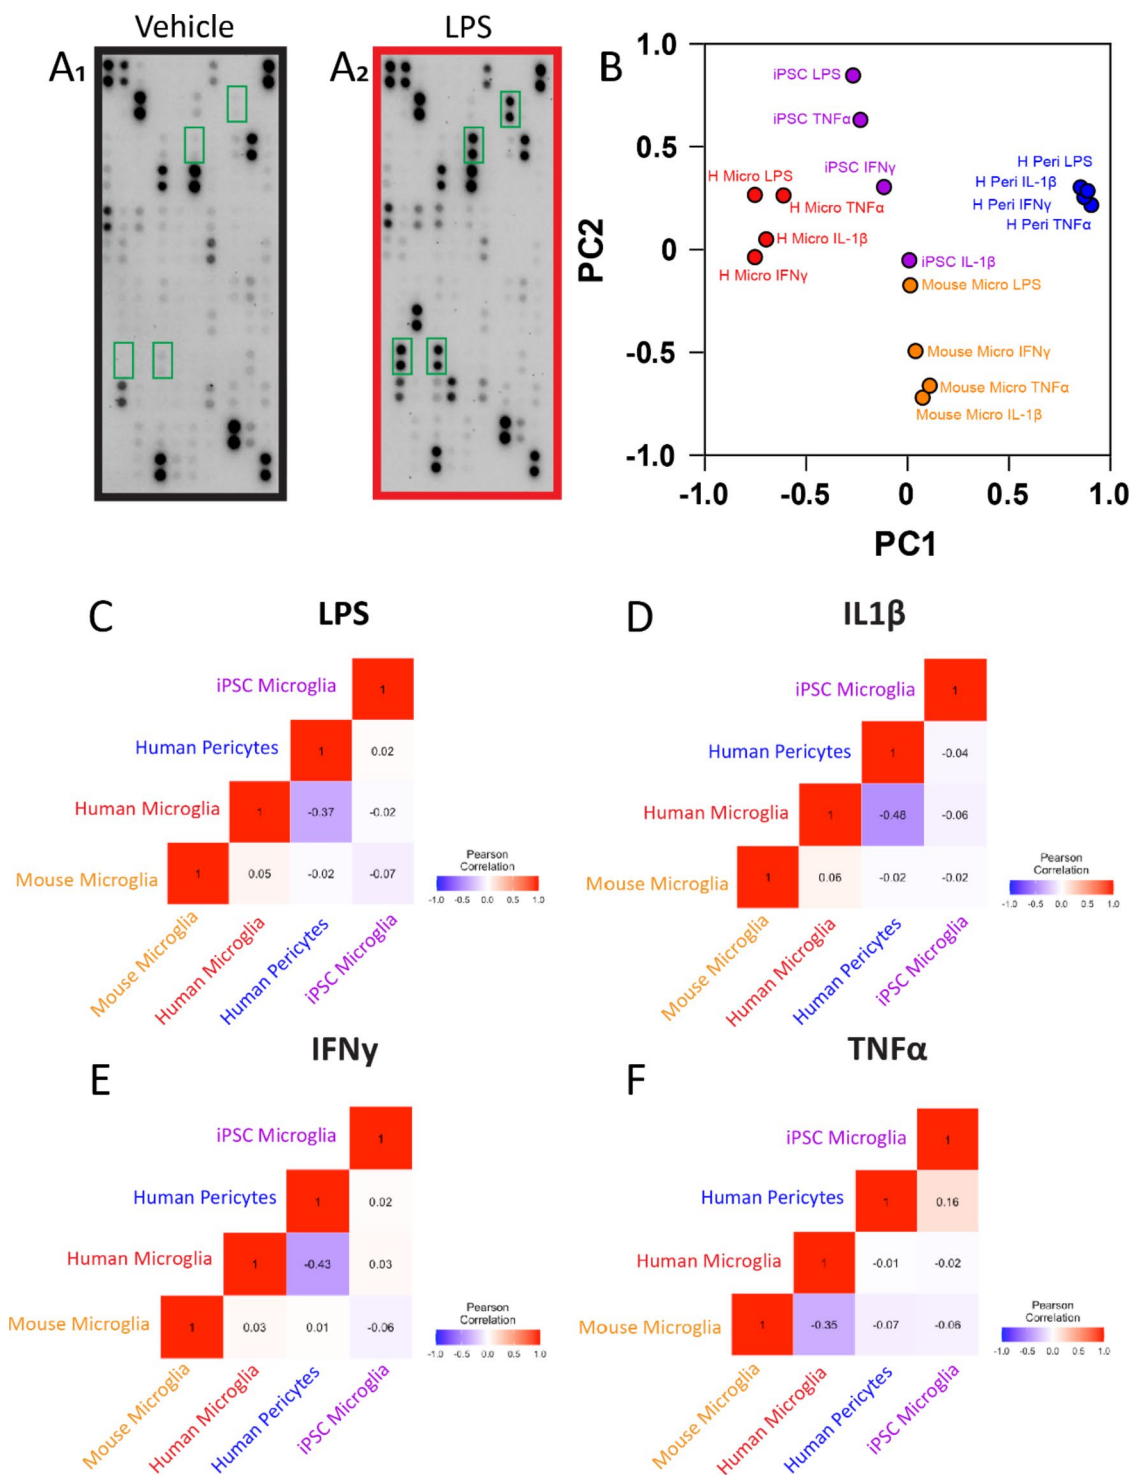 Vehicle
LPS
A₁
A₂
B
1.0
0.5
0
-0.5
-1.0
PC2
iPSC LPS
iPSC TNFα
iPSC IFNγ
H Micro LPS
H Micro TNFα
H Micro IL-1β
H Micro IFNγ
H Peri LPS
H Peri IL-1β
H Peri IFNγ
H Peri TNFα
iPSC IL-1β
Mouse Micro LPS
Mouse Micro IFNγ
Mouse Micro TNFα
Mouse Micro IL-1β
-1.0 -0.5 0 0.5 1.0
PC1
C
LPS
iPSC Microglia 1
Human Pericytes 1 0.02
Human Microglia 1 -0.37 -0.02
Mouse Microglia 1 0.05 -0.02 -0.07
Pearson
Correlation
-1.0 -0.5 0.0 0.5 1.0
Mouse Microglia
Human Microglia
Human Pericytes
iPSC Microglia
D
IL1β
iPSC Microglia 1
Human Pericytes 1 -0.04
Human Microglia 1 -0.48 -0.06
Mouse Microglia 1 0.06 -0.02 -0.02
Pearson
Correlation
-1.0 -0.5 0.0 0.5 1.0
Mouse Microglia
Human Microglia
Human Pericytes
iPSC Microglia
E
IFNγ
iPSC Microglia 1
Human Pericytes 1 0.02
Human Microglia 1 -0.43 0.03
Mouse Microglia 1 0.03 0.01 -0.06
Pearson
Correlation
-1.0 -0.5 0.0 0.5 1.0
Mouse Microglia
Human Microglia
Human Pericytes
iPSC Microglia
F
TNFα
iPSC Microglia 1
Human Pericytes 1 0.16
Human Microglia 1 -0.01 -0.02
Mouse Microglia 1 -0.35 -0.07 -0.06
Pearson
Correlation
-1.0 -0.5 0.0 0.5 1.0
Mouse Microglia
Human Microglia
Human Pericytes
iPSC Microglia